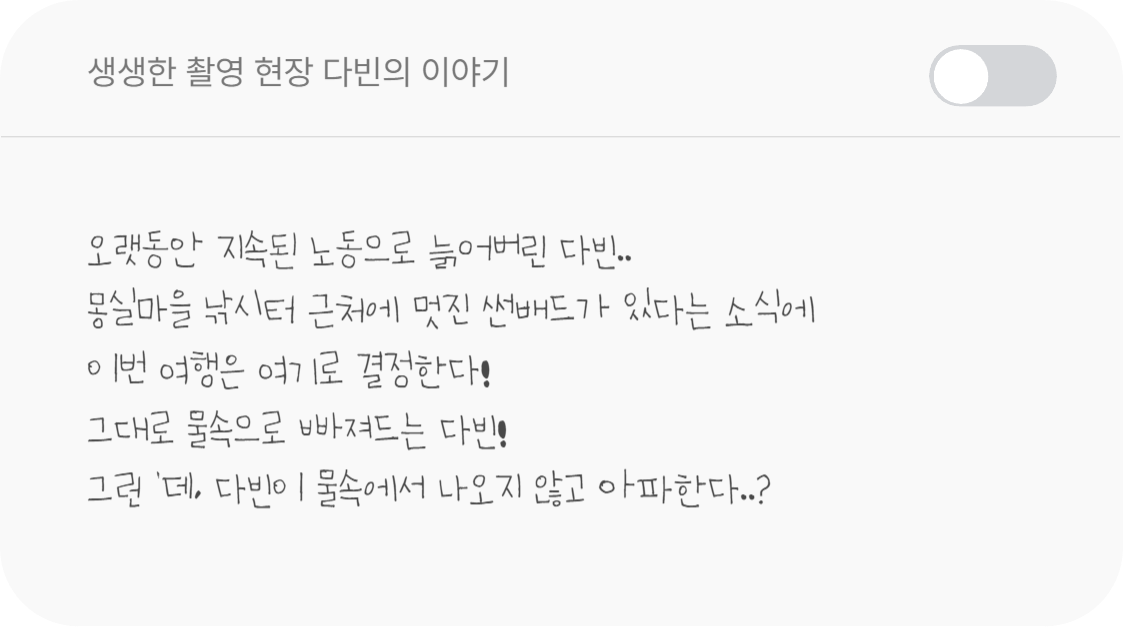 생생한 촬영 현장 다빈의 이야기
오랫동안 지속된 노동으로 늙어버린 다빈..
몽실마을 낚시터 근처에 멋진 썬배드가 있다는 소식에
이번 여행은 여기로 결정한다!
그대로 물속으로 빠져드는 다빈!
그런 '데, 다빈이 물속에서 나오지 않고 아파한다..?